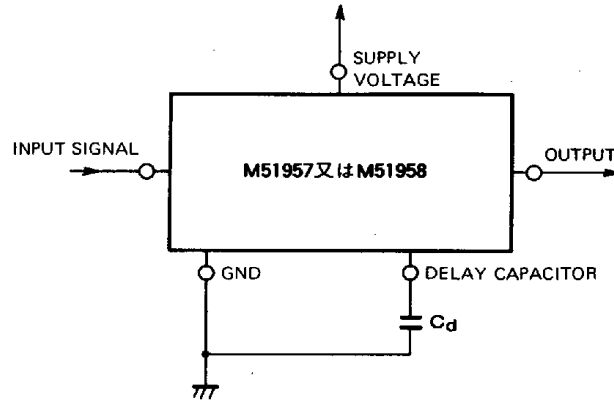 SUPPLY
VOLTAGE
INPUT SIGNAL
M51957又はM51958
OUTPUT
GND
DELAY CAPACITOR
Cd